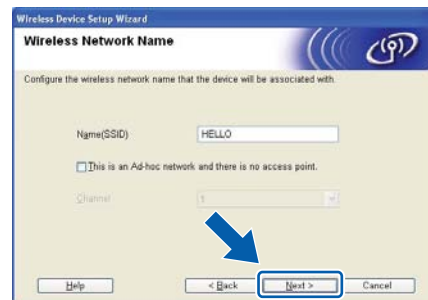 Wireless Device Setup Wizard
Wireless Network Name
Configure the wireless network name that the device will be associated with.
Name(SSID) HELLO
This is an Ad-hoc network and there is no access point.
Channel 1
Help < Back Next > Cancel